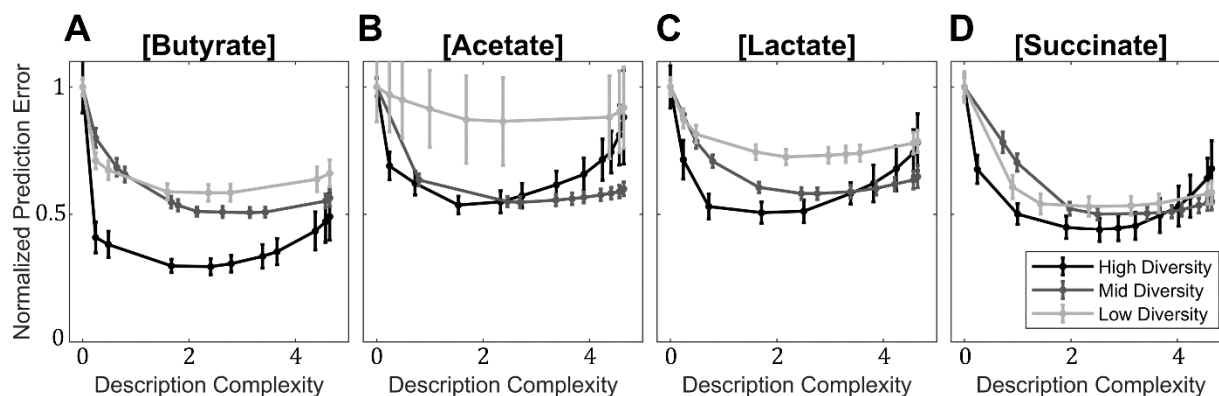 A [Butyrate]
B [Acetate]
C [Lactate]
D [Succinate]
Normalized Prediction Error
1
0.5
0
0 2 4
0 2 4
0 2 4
0 2 4
High Diversity
Mid Diversity
Low Diversity
Description Complexity
Description Complexity
Description Complexity
Description Complexity